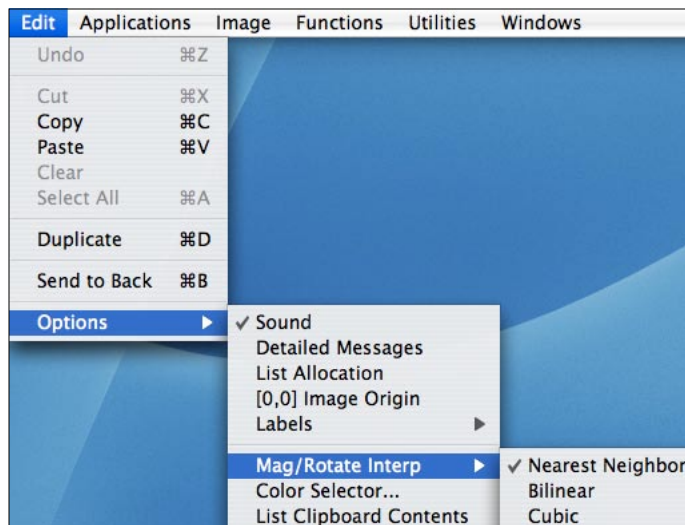 Edit Applications Image Functions Utilities Windows
Undo ⌘Z
Cut ⌘X
Copy ⌘C
Paste ⌘V
Clear
Select All ⌘A
Duplicate ⌘D
Send to Back ⌘B
Options
✓ Sound
Detailed Messages
List Allocation
[0,0] Image Origin
Labels
Mag/Rotate Interp
Color Selector...
List Clipboard Contents
✓ Nearest Neighbor
Bilinear
Cubic